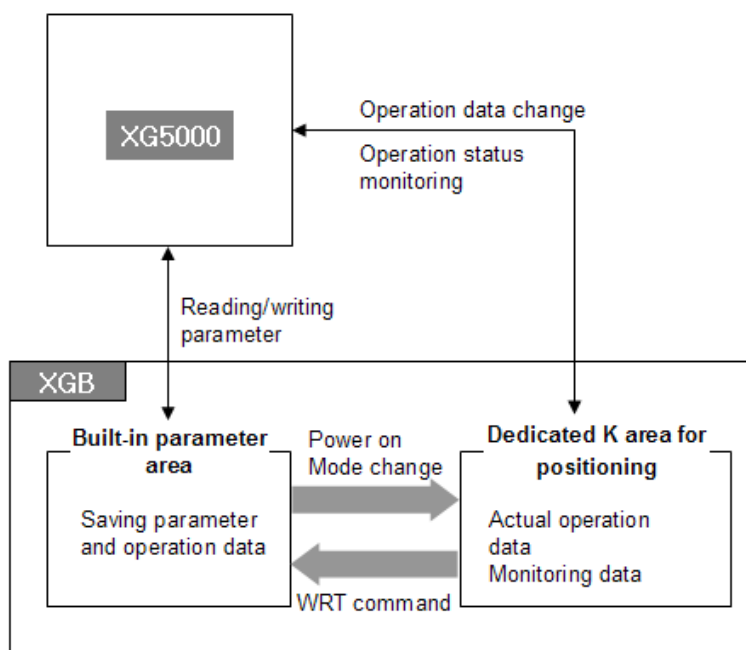 XG5000
Operation data change
Operation status
monitoring
Reading/writing
parameter
XGB
Built-in parameter
area
Saving parameter
and operation data
Power on
Mode change
WRT command
Dedicated K area for
positioning
Actual operation
data
Monitoring data